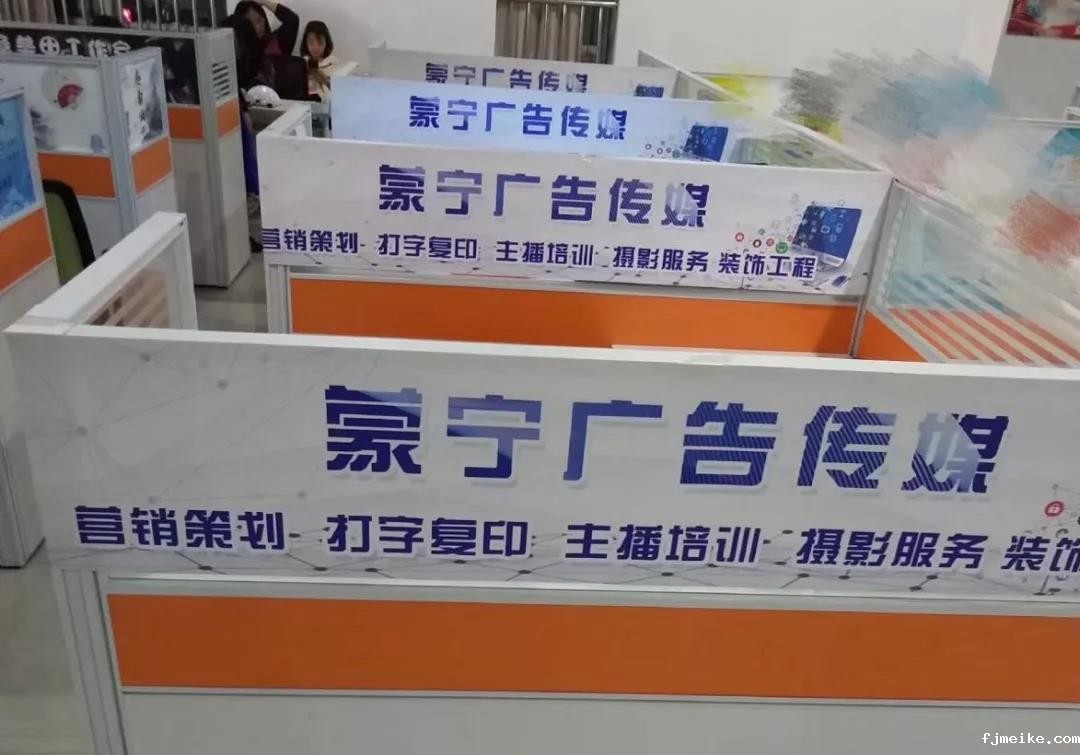 蒙宁广告传媒
蒙宁广告传媒
蒙宁广告传媒
营销策划 打字复印 主播培训 摄影服务 装饰工程
蒙宁广告传媒
营销策划 打字复印 主播培训 摄影服务 装饰
fjmeike.com